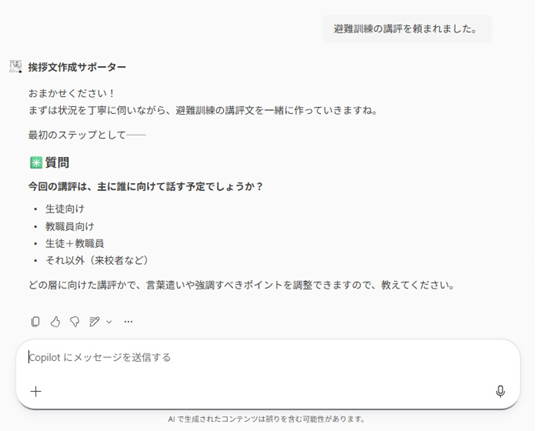 避難訓練の講評を頼まれました。
挨拶文作成サポーター
おまかせください！
まずは状況を丁寧に伺いながら、避難訓練の講評文を一緒に作っていきますね。
最初のステップとして──
✳️ 質問
今回の講評は、主に誰に向けて話す予定でしょうか？
• 生徒向け
• 教職員向け
• 生徒＋教職員
• それ以外（来校者など）
どの層に向けた講評かで、言葉遣いや強調すべきポイントを調整できますので、教えてください。
Copilot にメッセージを送信する
AI で生成されたコンテンツは誤りを含む可能性があります。